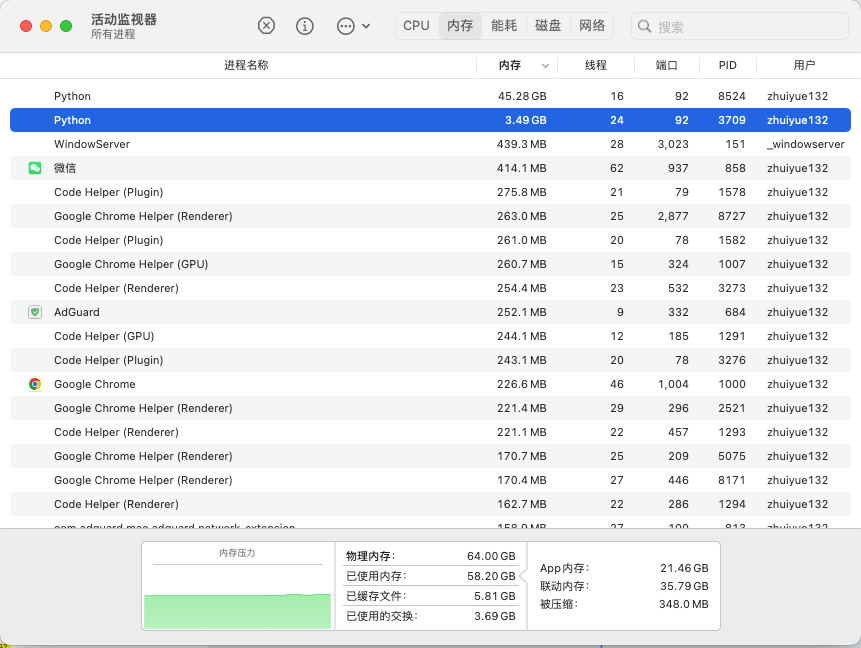 活动监视器
所有进程
CPU 内存 能耗 磁盘 网络 搜索
进程名称 内存 线程 端口 PID 用户
Python 45.28 GB 16 92 8524 zhuiyue132
Python 3.49 GB 24 92 3709 zhuiyue132
WindowServer 439.3 MB 28 3,023 151 _windowserver
微信 414.1 MB 62 937 858 zhuiyue132
Code Helper (Plugin) 275.8 MB 21 79 1578 zhuiyue132
Google Chrome Helper (Renderer) 263.0 MB 25 2,877 8727 zhuiyue132
Code Helper (Plugin) 261.0 MB 20 78 1582 zhuiyue132
Google Chrome Helper (GPU) 260.7 MB 15 324 1007 zhuiyue132
Code Helper (Renderer) 254.4 MB 23 532 3273 zhuiyue132
AdGuard 252.1 MB 9 332 684 zhuiyue132
Code Helper (GPU) 244.1 MB 12 185 1291 zhuiyue132
Code Helper (Plugin) 243.1 MB 20 78 3276 zhuiyue132
Google Chrome 226.6 MB 46 1,004 1000 zhuiyue132
Google Chrome Helper (Renderer) 221.4 MB 29 296 2521 zhuiyue132
Code Helper (Renderer) 221.1 MB 22 457 1293 zhuiyue132
Google Chrome Helper (Renderer) 170.7 MB 25 209 5075 zhuiyue132
Google Chrome Helper (Renderer) 170.4 MB 27 446 8171 zhuiyue132
Code Helper (Renderer) 162.7 MB 22 286 1294 zhuiyue132
com.adguard.mac.adguard.network-extension 158.9 MB 27 100 813 zhuiyue132
内存压力
物理内存: 64.00 GB
已使用内存: 58.20 GB
已缓存文件: 5.81 GB
已使用的交换: 3.69 GB
App内存: 21.46 GB
联动内存: 35.79 GB
被压缩: 348.0 MB